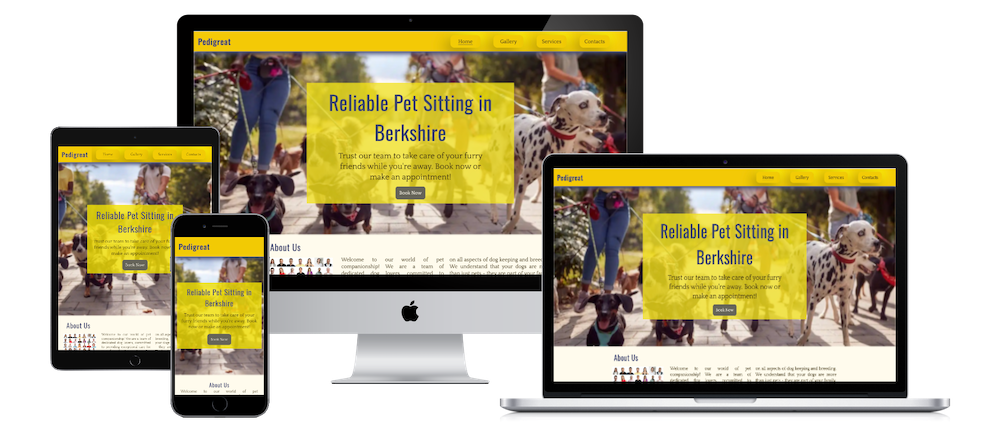 Pedigreat
Home Gallery Services Contacts
Reliable Pet Sitting in
Berkshire
Trust our team to take care of your furry
friends while you're away. Book now or
make an appointment!
Book Now
About Us
Welcome to our world of pet
companionship! We are a team of
dedicated dog lovers committed to
on all aspects of dog keeping and breeding.
We understand that your dogs are more
than just pets - they are part of your family.
Pedigreat
Home Gallery Services Contacts
Reliable Pet Sitting in
Berkshire
Trust our team to take care of your furry
friends while you're away. Book now or
make an appointment!
Book Now
About Us
Welcome to our world of pet
companionship! We are a team of
dedicated dog lovers committed to
Pedigreat
Reliable Pet Sitting in
Berkshire
Trust our team to take care of your
furry friends while you're away. Book
now or make an appointment!
Book Now
About Us
Welcome to our world of pet
Pedigreat
Home Gallery Services Contacts
Reliable Pet Sitting in
Berkshire
Trust our team to take care of your furry
friends while you're away. Book now or
make an appointment!
Book Now
About Us
Welcome to our world of pet
companionship! We are a team of
dedicated dog lovers committed to
on all aspects of dog keeping and breeding.
We understand that your dogs are more
than just pets - they are part of your family.